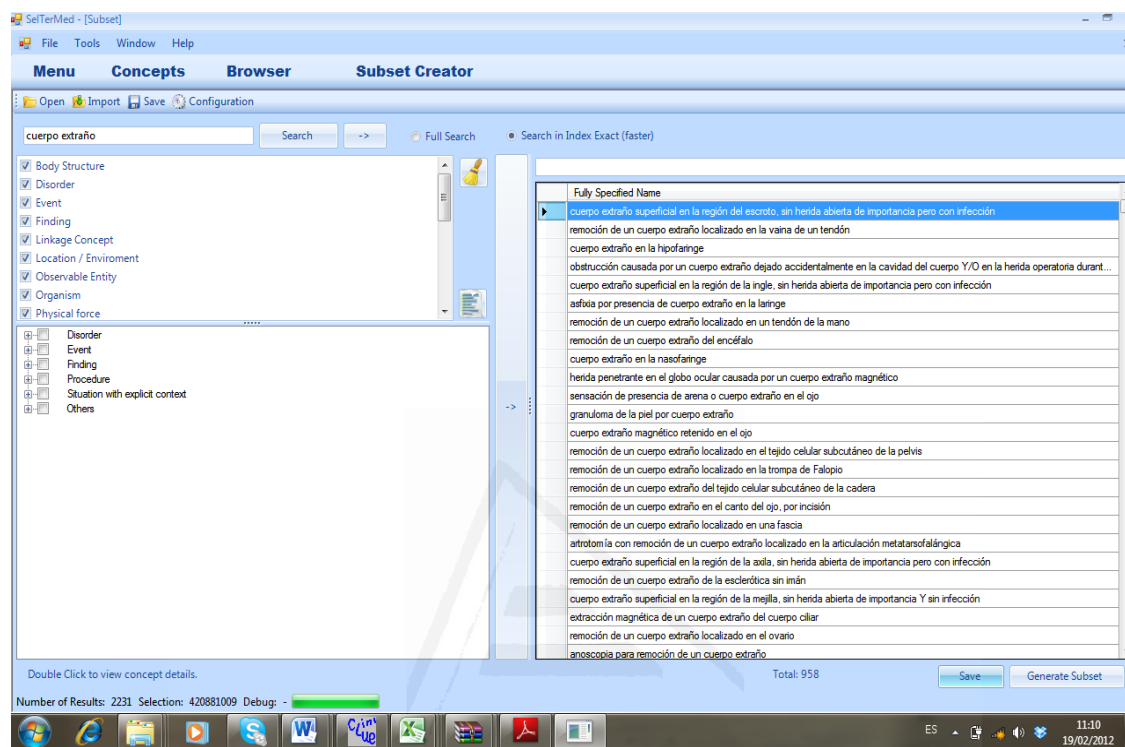 SelTerMed - [Subset]
File Tools Window Help
Menu Concepts Browser Subset Creator
Open Import Save Configuration
cuerpo extraño Search -> Full Search Search in Index Exact (faster)
Body Structure
Disorder
Event
Finding
Linkage Concept
Location / Enviroment
Observable Entity
Organism
Physical force
Disorder
Event
Finding
Procedure
Situation with explicit context
Others
->
Fully Specified Name
cuerpo extraño superficial en la región del escroto, sin herida abierta de importancia pero con infección
remoción de un cuerpo extraño localizado en la vaina de un tendón
cuerpo extraño en la hipofaringe
obstrucción causada por un cuerpo extraño dejado accidentalmente en la cavidad del cuerpo Y/O en la herida operatoria durant...
cuerpo extraño superficial en la región de la ingle, sin herida abierta de importancia pero con infección
asfixia por presencia de cuerpo extraño en la laringe
remoción de un cuerpo extraño localizado en un tendón de la mano
remoción de un cuerpo extraño del encéfalo
cuerpo extraño en la nasofaringe
herida penetrante en el globo ocular causada por un cuerpo extraño magnético
sensación de presencia de arena o cuerpo extraño en el ojo
granuloma de la piel por cuerpo extraño
cuerpo extraño magnético retenido en el ojo
remoción de un cuerpo extraño localizado en el tejido celular subcutáneo de la pelvis
remoción de un cuerpo extraño localizado en la trompa de Falopio
remoción de un cuerpo extraño del tejido celular subcutáneo de la cadera
remoción de un cuerpo extraño en el canto del ojo, por incisión
remoción de un cuerpo extraño localizado en una fascia
artrotomía con remoción de un cuerpo extraño localizado en la articulación metatarsofalángica
cuerpo extraño superficial en la región de la axila, sin herida abierta de importancia pero con infección
remoción de un cuerpo extraño de la esclerótica sin imán
cuerpo extraño superficial en la región de la mejilla, sin herida abierta de importancia Y sin infección
extracción magnética de un cuerpo extraño del cuerpo ciliar
remoción de un cuerpo extraño localizado en el ovario
anoscopia para remoción de un cuerpo extraño
Double Click to view concept details. Total: 958 Save Generate Subset
Number of Results: 2231 Selection: 420881009 Debug: -
ES 11:10
19/02/2012